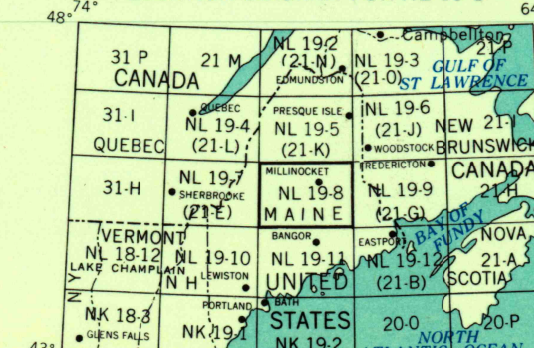 48° 74° 64
Campbellton
31 P 21 M NL 19-2 NL 19-3 21-P
(21-N) (21-O) GULF OF
CANADA EDMUNDSTON ST LAWRENCE
31-I QUEBEC PRESQUE ISLE NL 19-6
NL 19-4 NL 19-5 (21-J) NEW 21-I
QUEBEC (21-L) (21-K) WOODSTOCK BRUNSWICK
FREDERICTON CANADA
31-H NL 19-7 MILLINOCKET
SHERBROOKE NL 19-8 NL 19-9 21-H
(21-E) MAINE (21-G)
VERMONT BANGOR EASTPORT BAY OF FUNDY NOVA
NL 18-12 NL 19-10 NL 19-11 NL 19-12 21-A
LAKE CHAMPLAIN LEWISTON UNITED (21-B) SCOTIA
N Y N H
PORTLAND BATH
NK 18-3 NK 19-1 STATES 20-O 20-P
GLENS FALLS NK 19-2 NORTH
43° ATLANTIC OCEAN